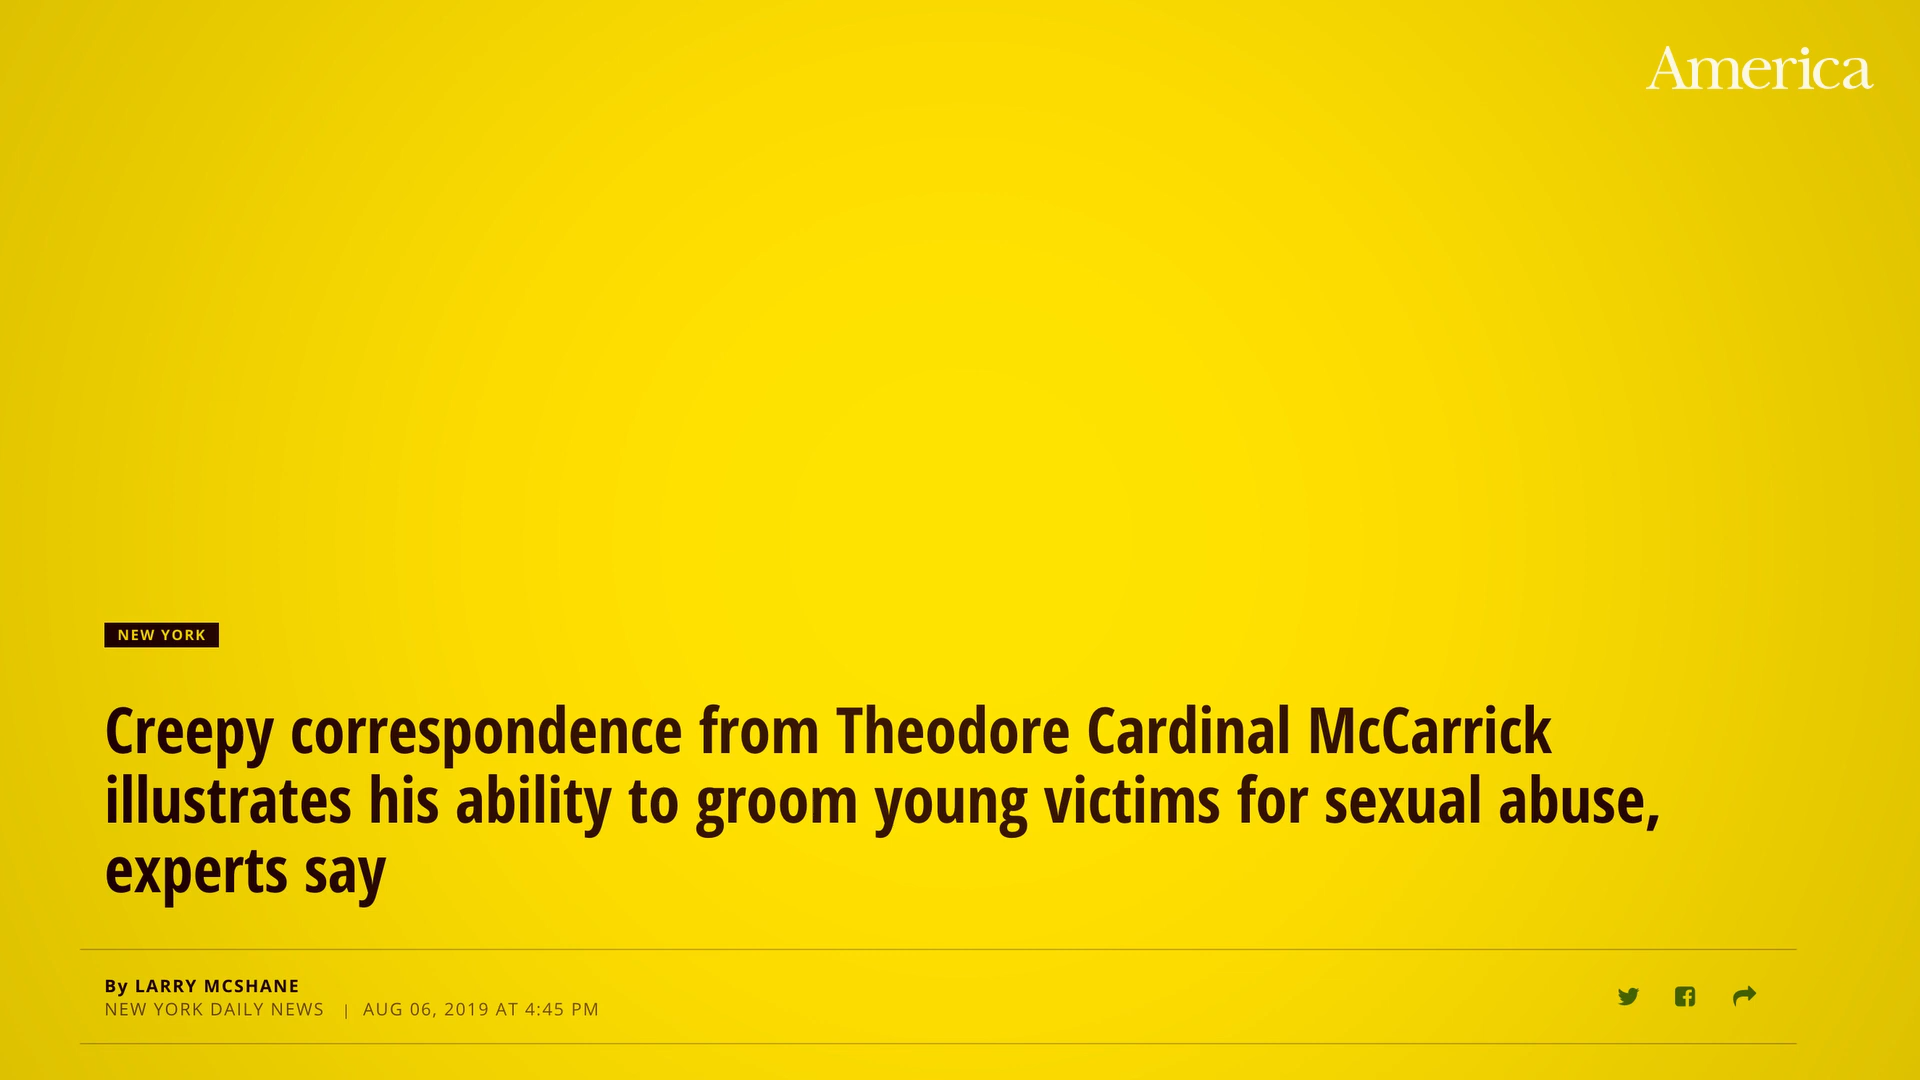 America
NEW YORK
Creepy correspondence from Theodore Cardinal McCarrick
illustrates his ability to groom young victims for sexual abuse,
experts say
By LARRY MCSHANE
NEW YORK DAILY NEWS | AUG 06, 2019 AT 4:45 PM